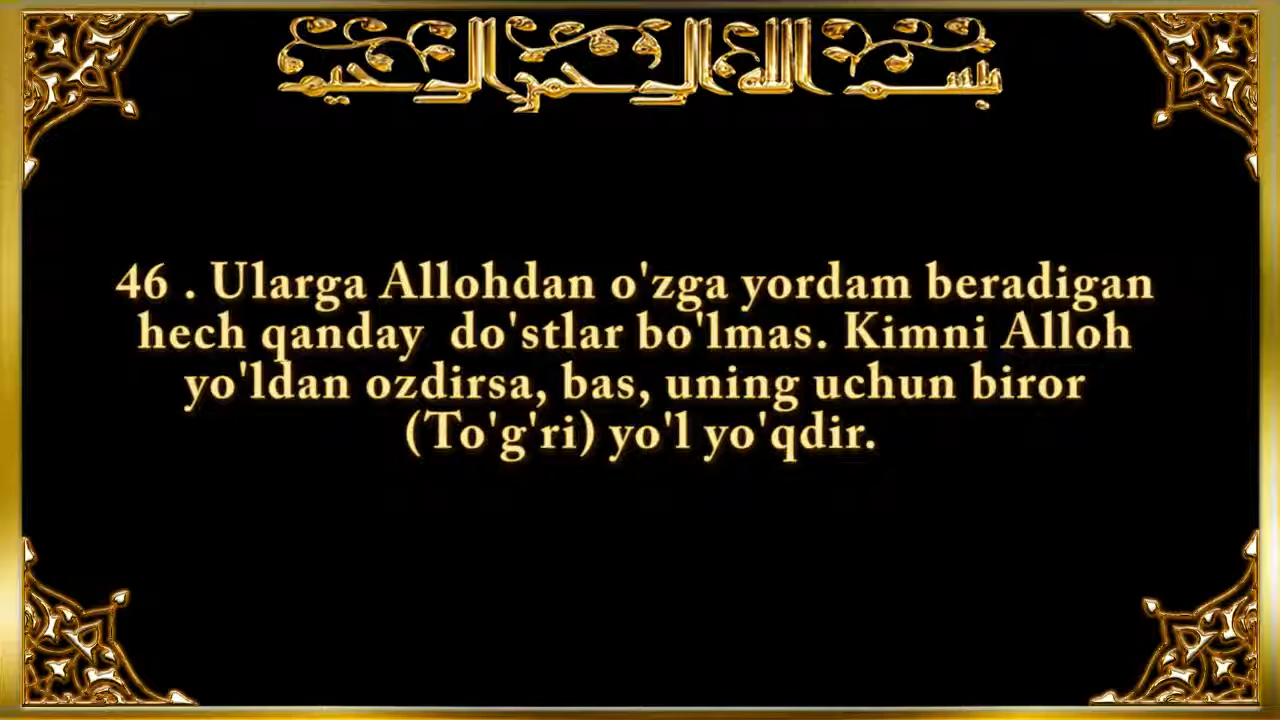 بسم الله الرحمن الرحيم
46 . Ularga Allohdan o'zga yordam beradigan
hech qanday  do'stlar bo'lmas. Kimni Alloh
yo'ldan ozdirsa, bas, uning uchun biror
(To'g'ri) yo'l yo'qdir.